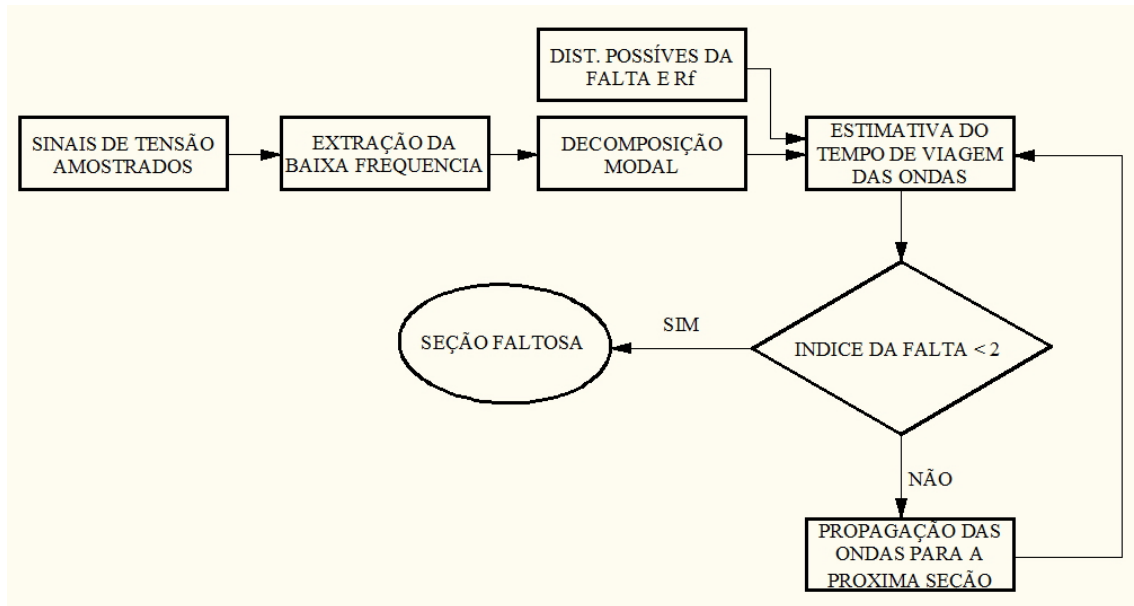 DIST. POSSÍVES DA
FALTA E Rf
SINAIS DE TENSÃO
AMOSTRADOS
EXTRAÇÃO DA
BAIXA FREQUENCIA
DECOMPOSIÇÃO
MODAL
ESTIMATIVA DO
TEMPO DE VIAGEM
DAS ONDAS
INDICE DA FALTA < 2
SIM
SEÇÃO FALTOSA
NÃO
PROPAGAÇÃO DAS
ONDAS PARA A
PROXIMA SECÃO